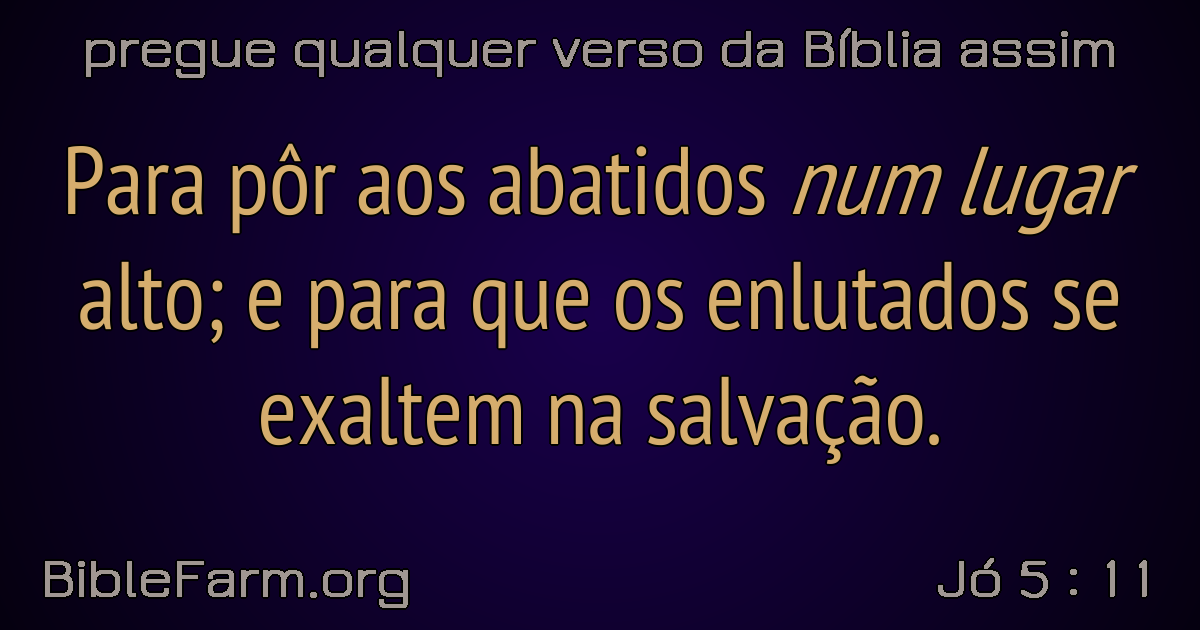 pregue qualquer verso da Bíblia assim
Para pôr aos abatidos num lugar
alto; e para que os enlutados se
exaltem na salvação.
BibleFarm.org
Jó 5 : 11